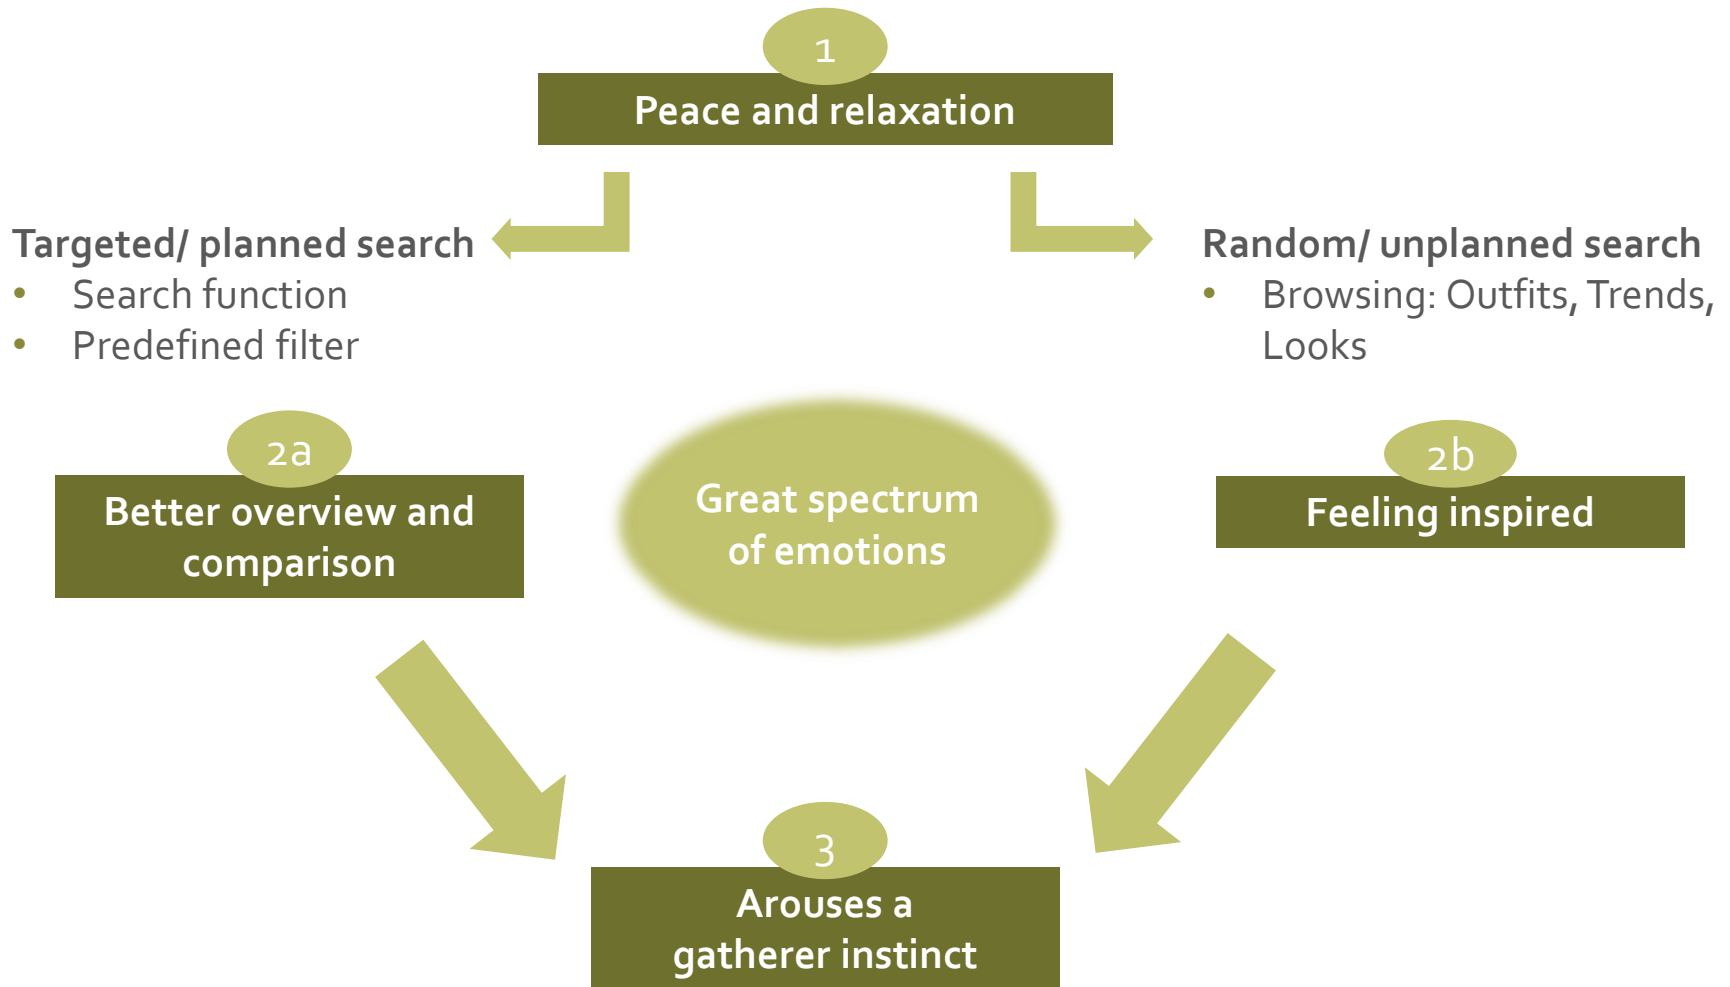 1
Peace and relaxation
Targeted/ planned search
• Search function
• Predefined filter
Random/ unplanned search
• Browsing: Outfits, Trends,
Looks
2a
Better overview and
comparison
Great spectrum
of emotions
2b
Feeling inspired
3
Arouses a
gatherer instinct